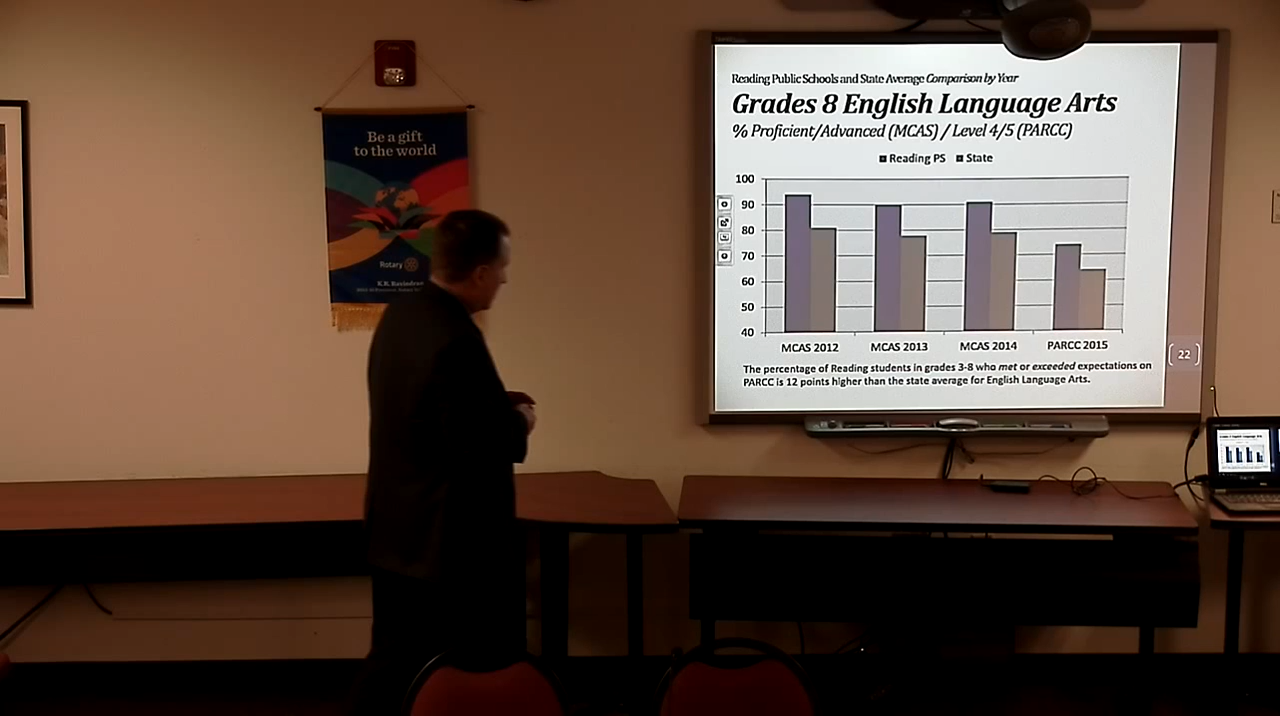 Be a gift
to the world
Rotary
K.R. Ravindran
Reading Public Schools and State Average Comparison by Year
Grades 8 English Language Arts
% Proficient/Advanced (MCAS) / Level 4/5 (PARCC)
Reading PS State
100
90
80
70
60
50
40
MCAS 2012 MCAS 2013 MCAS 2014 PARCC 2015
The percentage of Reading students in grades 3-8 who met or exceeded expectations on
PARCC is 12 points higher than the state average for English Language Arts.
22